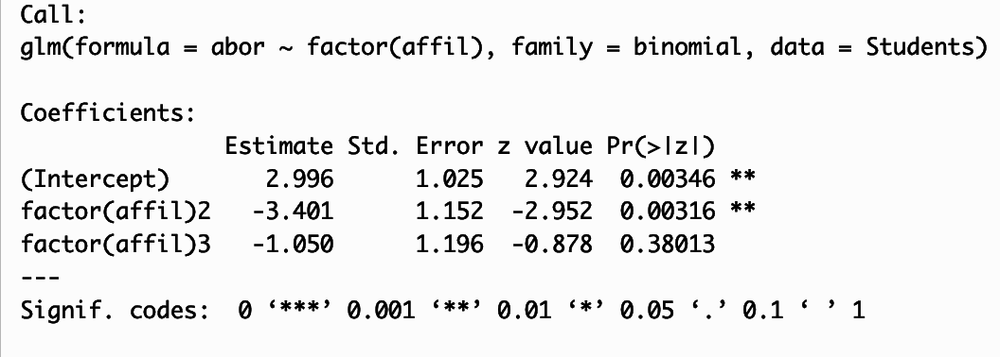 Call:
glm(formula = abor ~ factor(affil), family = binomial, data = Students)
Coefficients:
Estimate Std. Error z value Pr(>|z|)
(Intercept) 2.996 1.025 2.924 0.00346 **
factor(affil)2 -3.401 1.152 -2.952 0.00316 **
factor(affil)3 -1.050 1.196 -0.878 0.38013
---
Signif. codes: 0 ‘***’ 0.001 ‘**’ 0.01 ‘*’ 0.05 ‘.’ 0.1 ‘ ’ 1